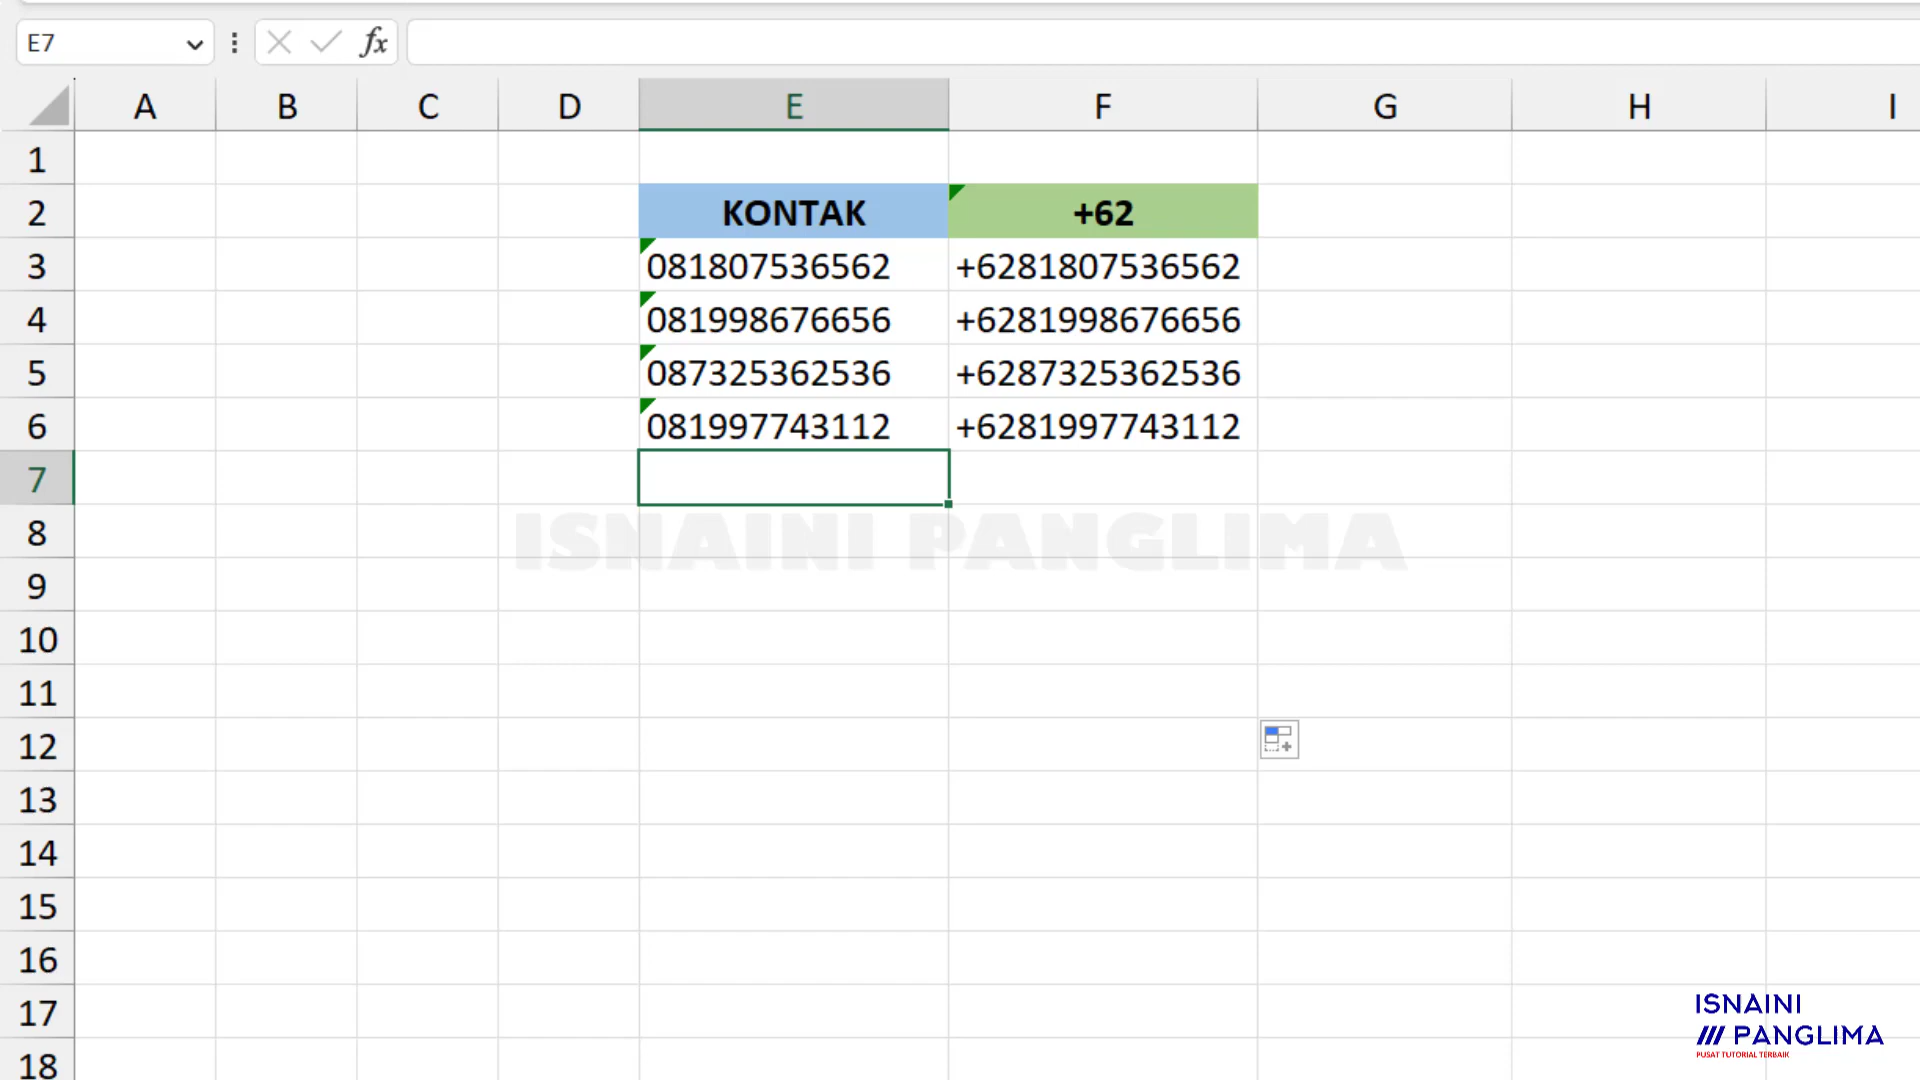 E7 fx
A B C D E F G H I
1
2 KONTAK +62
3 081807536562 +6281807536562
4 081998676656 +6281998676656
5 087325362536 +6287325362536
6 081997743112 +6281997743112
7
8
ISNAINI PANGLIMA
9
10
11
12
13
14
15
16
17
18
ISNAINI
PANGLIMA
PUSAT TUTORIAL TERBAIK